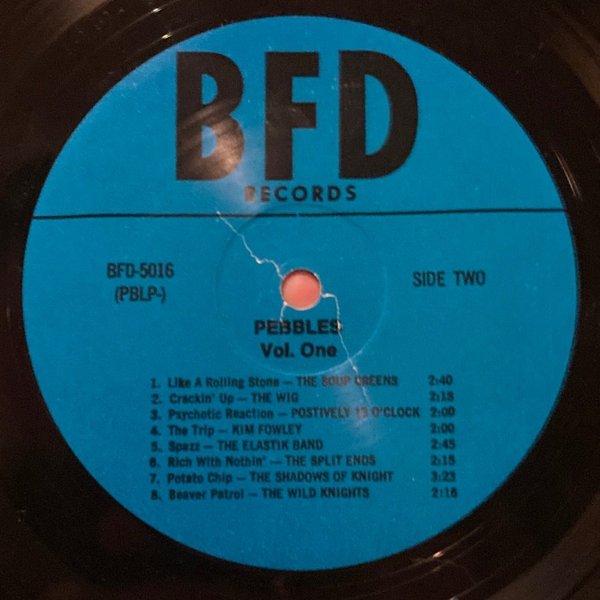 BFD
RECORDS
BFD-5016
(PBLP-)
SIDE TWO
PEBBLES
Vol. One
1. Like A Rolling Stone — THE SOUP GREENS 2:40
2. Crackin' Up — THE WIG 2:18
3. Psychotic Reaction — POSTIVELY 13 O'CLOCK 2:00
4. The Trip — KIM FOWLEY 2:00
5. Spazz — THE ELASTIK BAND 2:45
6. Rich With Nothin' — THE SPLIT ENDS 2:15
7. Potato Chip — THE SHADOWS OF KNIGHT 3:23
8. Beaver Patrol — THE WILD KNIGHTS 2:16